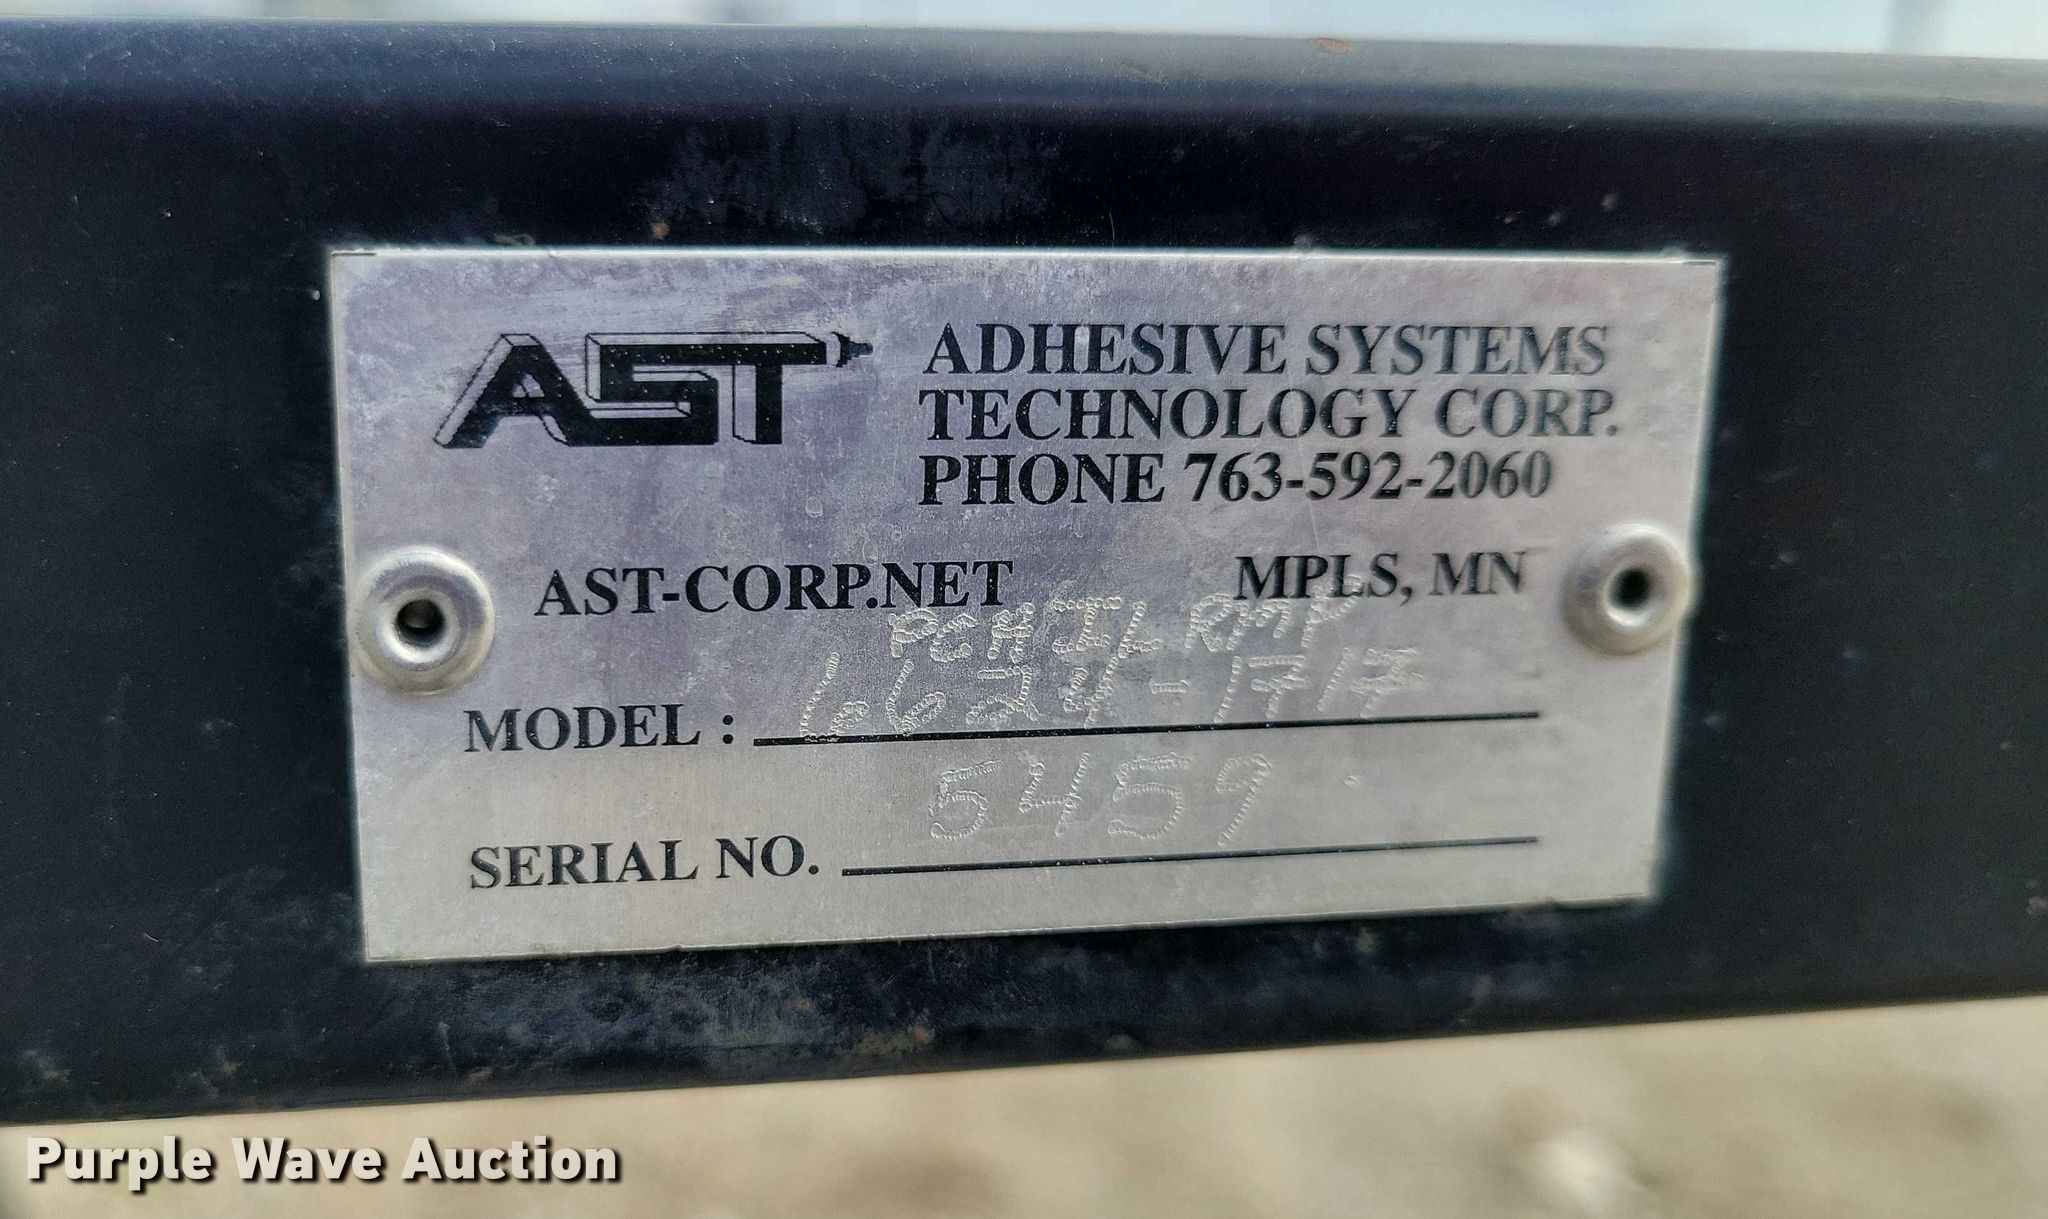 AST
ADHESIVE SYSTEMS
TECHNOLOGY CORP.
PHONE 763-592-2060
AST-CORP.NET MPLS, MN
MODEL :
5459
SERIAL NO.
Purple Wave Auction